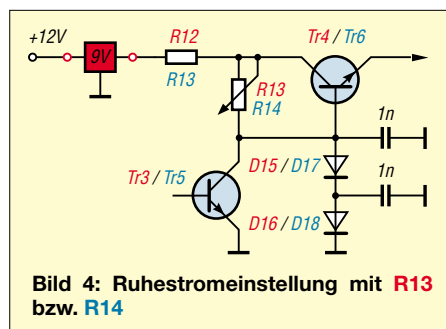 +12V
9V
R12
R13
Tr4 / Tr6
R13
R14
1n
Tr3 / Tr5
D15 / D17
1n
D16 / D18
Bild 4: Ruhestromeinstellung mit R13
bzw. R14